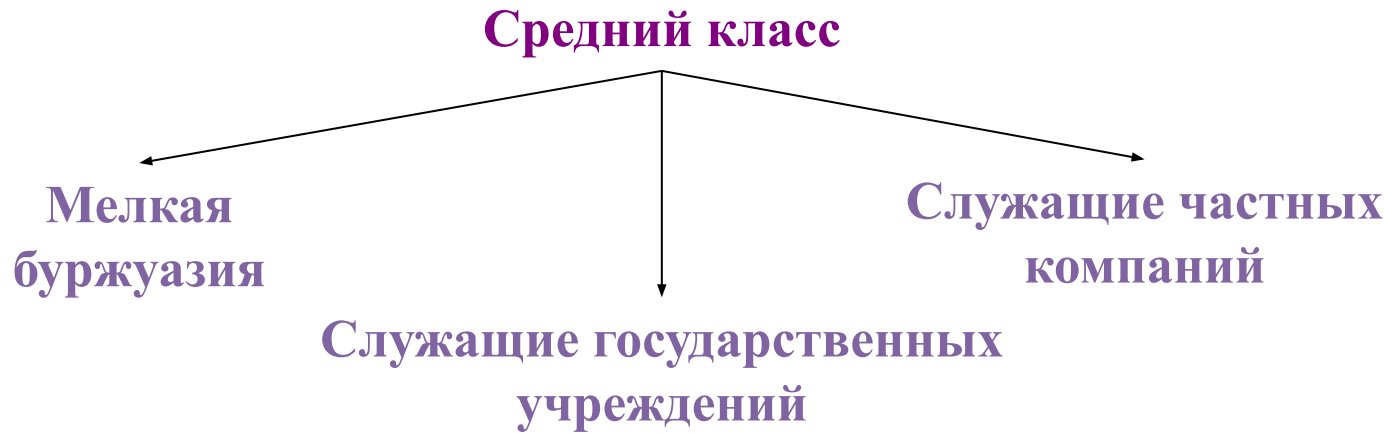 Средний класс
Мелкая
буржуазия
Служащие государственных
учреждений
Служащие частных
компаний